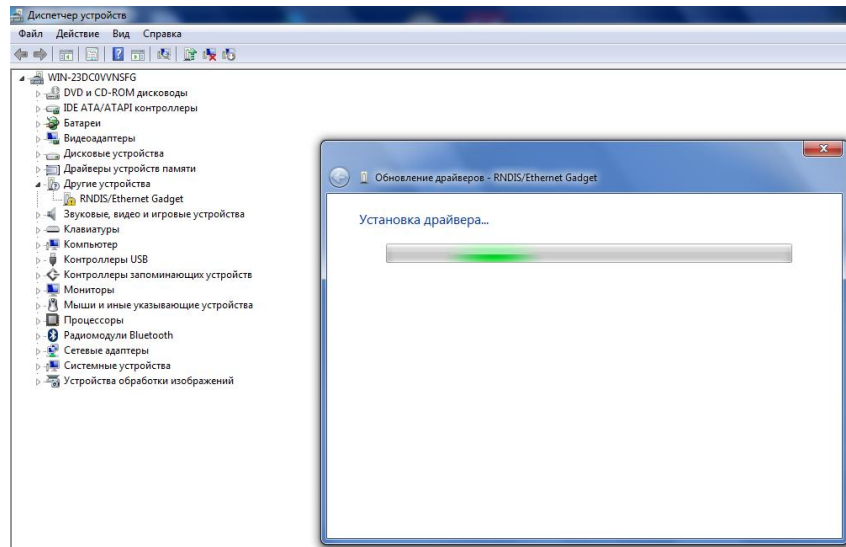 Диспетчер устройств
Файл Действие Вид Справка
WIN-23DC0VVNSFG
DVD и CD-ROM дисководы
IDE ATA/ATAPI контроллеры
Батареи
Видеоадаптеры
Дисковые устройства
Драйверы устройств памяти
Другие устройства
RNDIS/Ethernet Gadget
Звуковые, видео и игровые устройства
Клавиатуры
Компьютер
Контроллеры USB
Контроллеры запоминающих устройств
Мониторы
Мыши и иные указывающие устройства
Процессоры
Радиомодули Bluetooth
Сетевые адаптеры
Системные устройства
Устройства обработки изображений
Обновление драйверов - RNDIS/Ethernet Gadget
Установка драйвера...